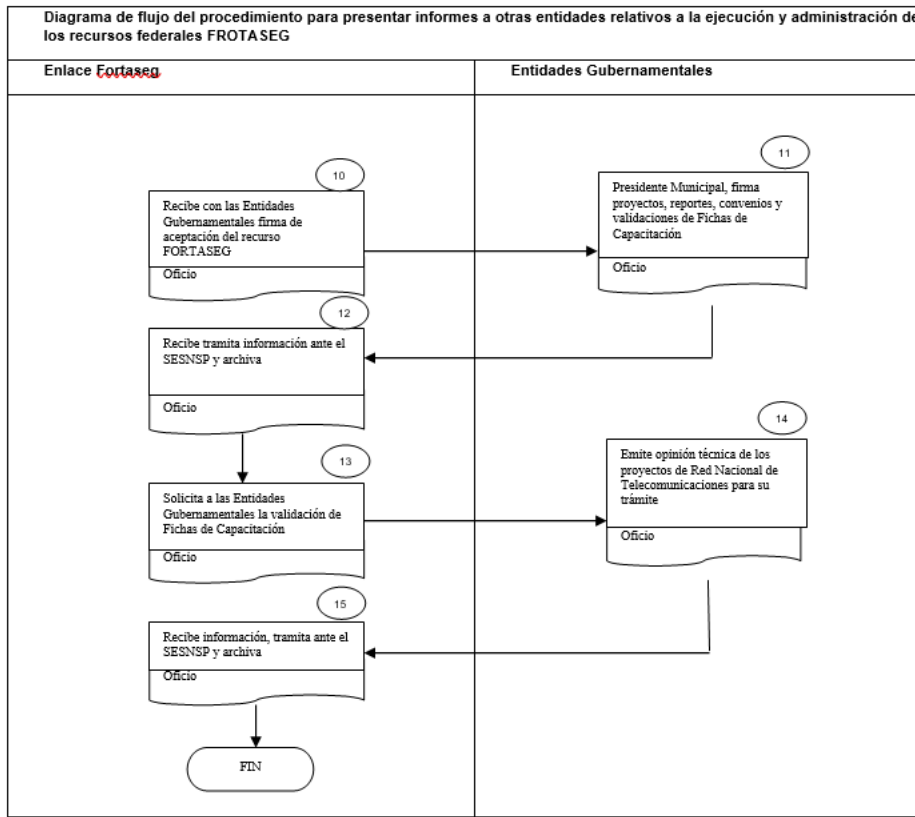 Diagrama de flujo del procedimiento para presentar informes a otras entidades relativos a la ejecución y administración de
los recursos federales FROTASEG
Enlace Fortaseg
Entidades Gubernamentales
10
Recibe con las Entidades
Gubernamentales firma de
aceptación del recurso
FORTASEG
Oficio
11
Presidente Municipal, firma
proyectos, reportes, convenios y
validaciones de Fichas de
Capacitación
Oficio
12
Recibe tramita información ante el
SESNSP y archiva
Oficio
13
Solicita a las Entidades
Gubernamentales la validación de
Fichas de Capacitación
Oficio
14
Emite opinión técnica de los
proyectos de Red Nacional de
Telecomunicaciones para su
trámite
Oficio
15
Recibe información, tramita ante el
SESNSP y archiva
Oficio
FIN